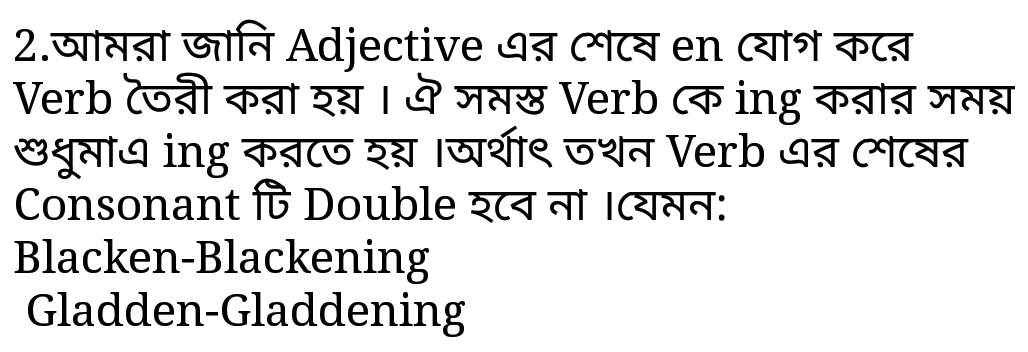 2.আমরা জানি Adjective এর শেষে en যোগ করে
Verb তৈরী করা হয় । ঐ সমস্ত Verb কে ing করার সময়
শুধুমাএ ing করতে হয় ।অর্থাৎ তখন Verb এর শেষের
Consonant টি Double হবে না ।যেমন:
Blacken-Blackening
Gladden-Gladdening